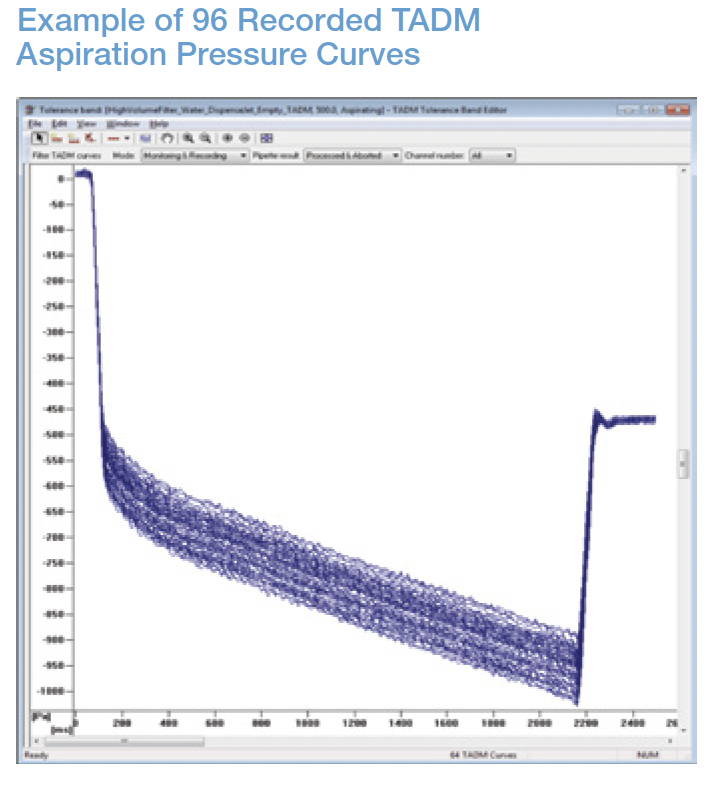 Example of 96 Recorded TADM
Aspiration Pressure Curves
Tolerance band [HighVolumeFilter_Water_DispenseJet_Empty_TADM, 500.0, Aspirating] - TADM Tolerance Band Editor
File Edit View Window Help
Filter TADM curves Mode Monitoring & Recording Pipette result Processed & Aborted Channel number All
0
-50
-100
-150
-200
-250
-300
-350
-400
-450
-500
-550
-600
-650
-700
-750
-800
-850
-900
-950
-1000
[Pa]
[ms]
0 200 400 600 800 1000 1200 1400 1600 1800 2000 2200 2400 26
Ready 64 TADM Curves NUM